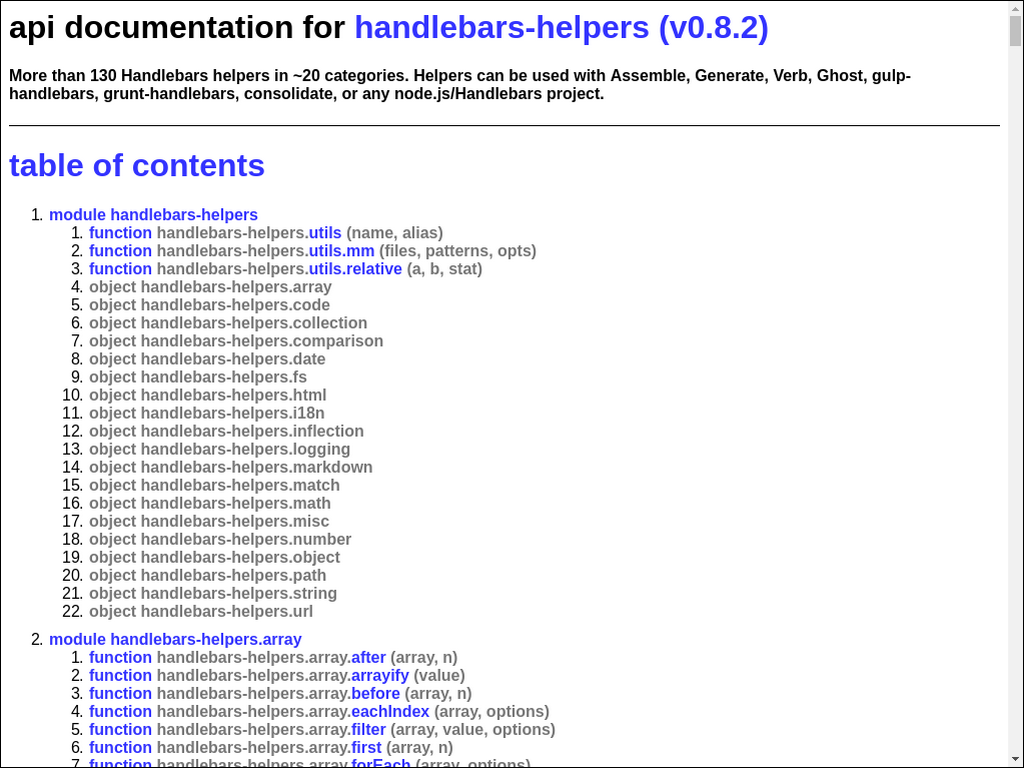 api documentation for handlebars-helpers (v0.8.2)
More than 130 Handlebars helpers in ~20 categories. Helpers can be used with Assemble, Generate, Verb, Ghost, gulp-
handlebars, grunt-handlebars, consolidate, or any node.js/Handlebars project.
table of contents
1. module handlebars-helpers
1. function handlebars-helpers.utils (name, alias)
2. function handlebars-helpers.utils.mm (files, patterns, opts)
3. function handlebars-helpers.utils.relative (a, b, stat)
4. object handlebars-helpers.array
5. object handlebars-helpers.code
6. object handlebars-helpers.collection
7. object handlebars-helpers.comparison
8. object handlebars-helpers.date
9. object handlebars-helpers.fs
10. object handlebars-helpers.html
11. object handlebars-helpers.i18n
12. object handlebars-helpers.inflection
13. object handlebars-helpers.logging
14. object handlebars-helpers.markdown
15. object handlebars-helpers.match
16. object handlebars-helpers.math
17. object handlebars-helpers.misc
18. object handlebars-helpers.number
19. object handlebars-helpers.object
20. object handlebars-helpers.path
21. object handlebars-helpers.string
22. object handlebars-helpers.url
2. module handlebars-helpers.array
1. function handlebars-helpers.array.after (array, n)
2. function handlebars-helpers.array.arrayify (value)
3. function handlebars-helpers.array.before (array, n)
4. function handlebars-helpers.array.eachIndex (array, options)
5. function handlebars-helpers.array.filter (array, value, options)
6. function handlebars-helpers.array.first (array, n)
7. function handlebars-helpers.array.forEach (array, options)